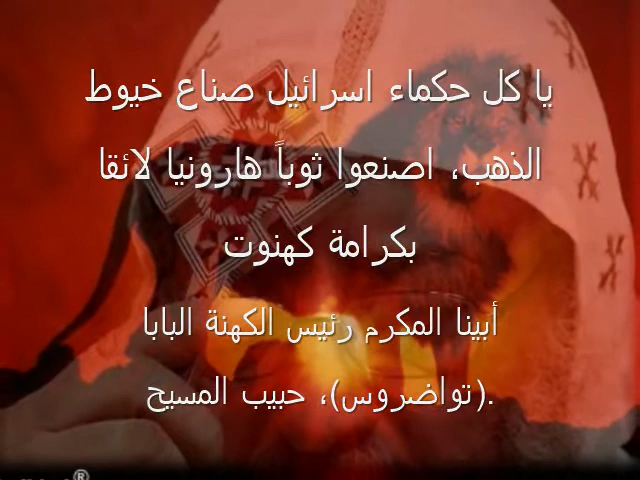 يا كل حكماء اسرائيل صناع خيوط
الذهب، اصنعوا ثوباً هارونيا لائقا
بكرامة كهنوت
أبينا المكرم رئيس الكهنة البابا
(تواضروس)، حبيب المسيح.
®